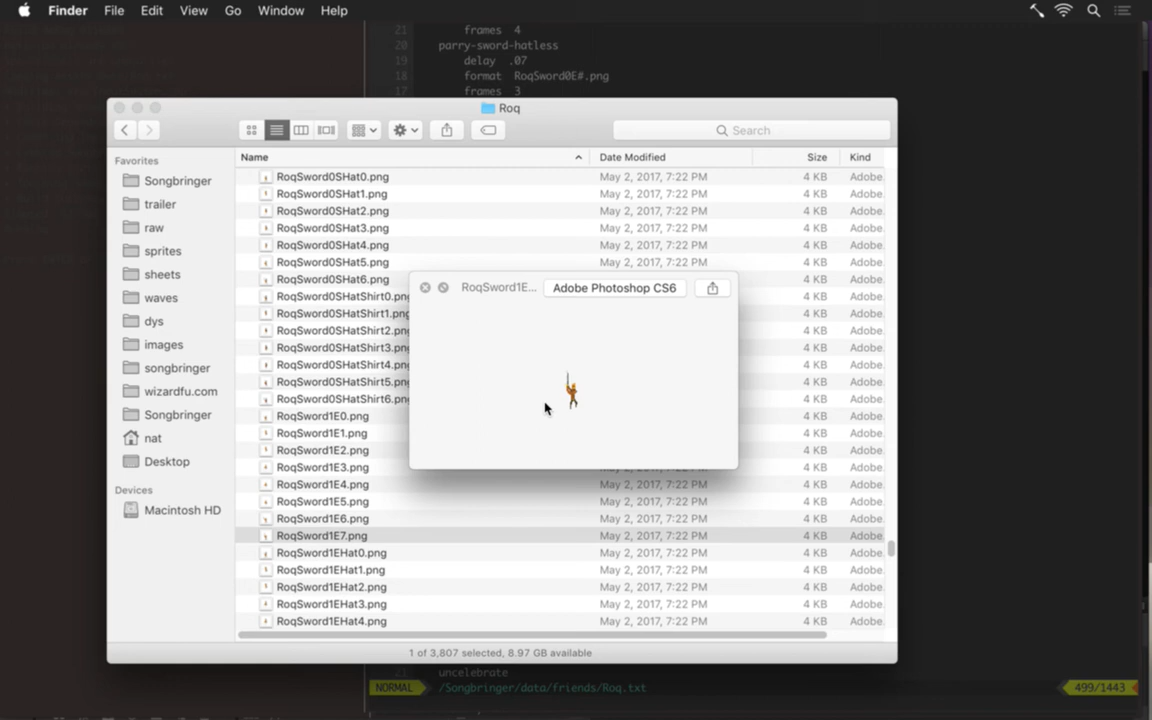 Finder File Edit View Go Window Help
21 frames 4
20 parry-sword-hatless
19 delay .07
18 format RoqSword0E#.png
17 frames 3
Roq
Search
Favorites
Songbringer
trailer
raw
sprites
sheets
waves
dys
images
songbringer
wizardfu.com
Songbringer
nat
Desktop
Devices
Macintosh HD
Name Date Modified Size Kind
RoqSword0SHat0.png May 2, 2017, 7:22 PM 4 KB Adobe
RoqSword0SHat1.png May 2, 2017, 7:22 PM 4 KB Adobe
RoqSword0SHat2.png May 2, 2017, 7:22 PM 4 KB Adobe
RoqSword0SHat3.png May 2, 2017, 7:22 PM 4 KB Adobe
RoqSword0SHat4.png May 2, 2017, 7:22 PM 4 KB Adobe
RoqSword0SHat5.png May 2, 2017, 7:22 PM 4 KB Adobe
RoqSword0SHat6.png 4 KB Adobe
RoqSword0SHatShirt0.png 4 KB Adobe
RoqSword0SHatShirt1.png 4 KB Adobe
RoqSword0SHatShirt2.png 4 KB Adobe
RoqSword0SHatShirt3.png 4 KB Adobe
RoqSword0SHatShirt4.png 4 KB Adobe
RoqSword0SHatShirt5.png 4 KB Adobe
RoqSword0SHatShirt6.png 4 KB Adobe
RoqSword1E0.png 4 KB Adobe
RoqSword1E1.png 4 KB Adobe
RoqSword1E2.png 4 KB Adobe
RoqSword1E3.png May 2, 2017, 7:22 PM 4 KB Adobe
RoqSword1E4.png May 2, 2017, 7:22 PM 4 KB Adobe
RoqSword1E5.png May 2, 2017, 7:22 PM 4 KB Adobe
RoqSword1E6.png May 2, 2017, 7:22 PM 4 KB Adobe
RoqSword1E7.png May 2, 2017, 7:22 PM 4 KB Adobe
RoqSword1EHat0.png May 2, 2017, 7:22 PM 4 KB Adobe
RoqSword1EHat1.png May 2, 2017, 7:22 PM 4 KB Adobe
RoqSword1EHat2.png May 2, 2017, 7:22 PM 4 KB Adobe
RoqSword1EHat3.png May 2, 2017, 7:22 PM 4 KB Adobe
RoqSword1EHat4.png May 2, 2017, 7:22 PM 4 KB Adobe
RoqSword1E... Adobe Photoshop CS6
1 of 3,807 selected, 8.97 GB available
21 uncelebrate
NORMAL /Songbringer/data/friends/Roq.txt 499/1443